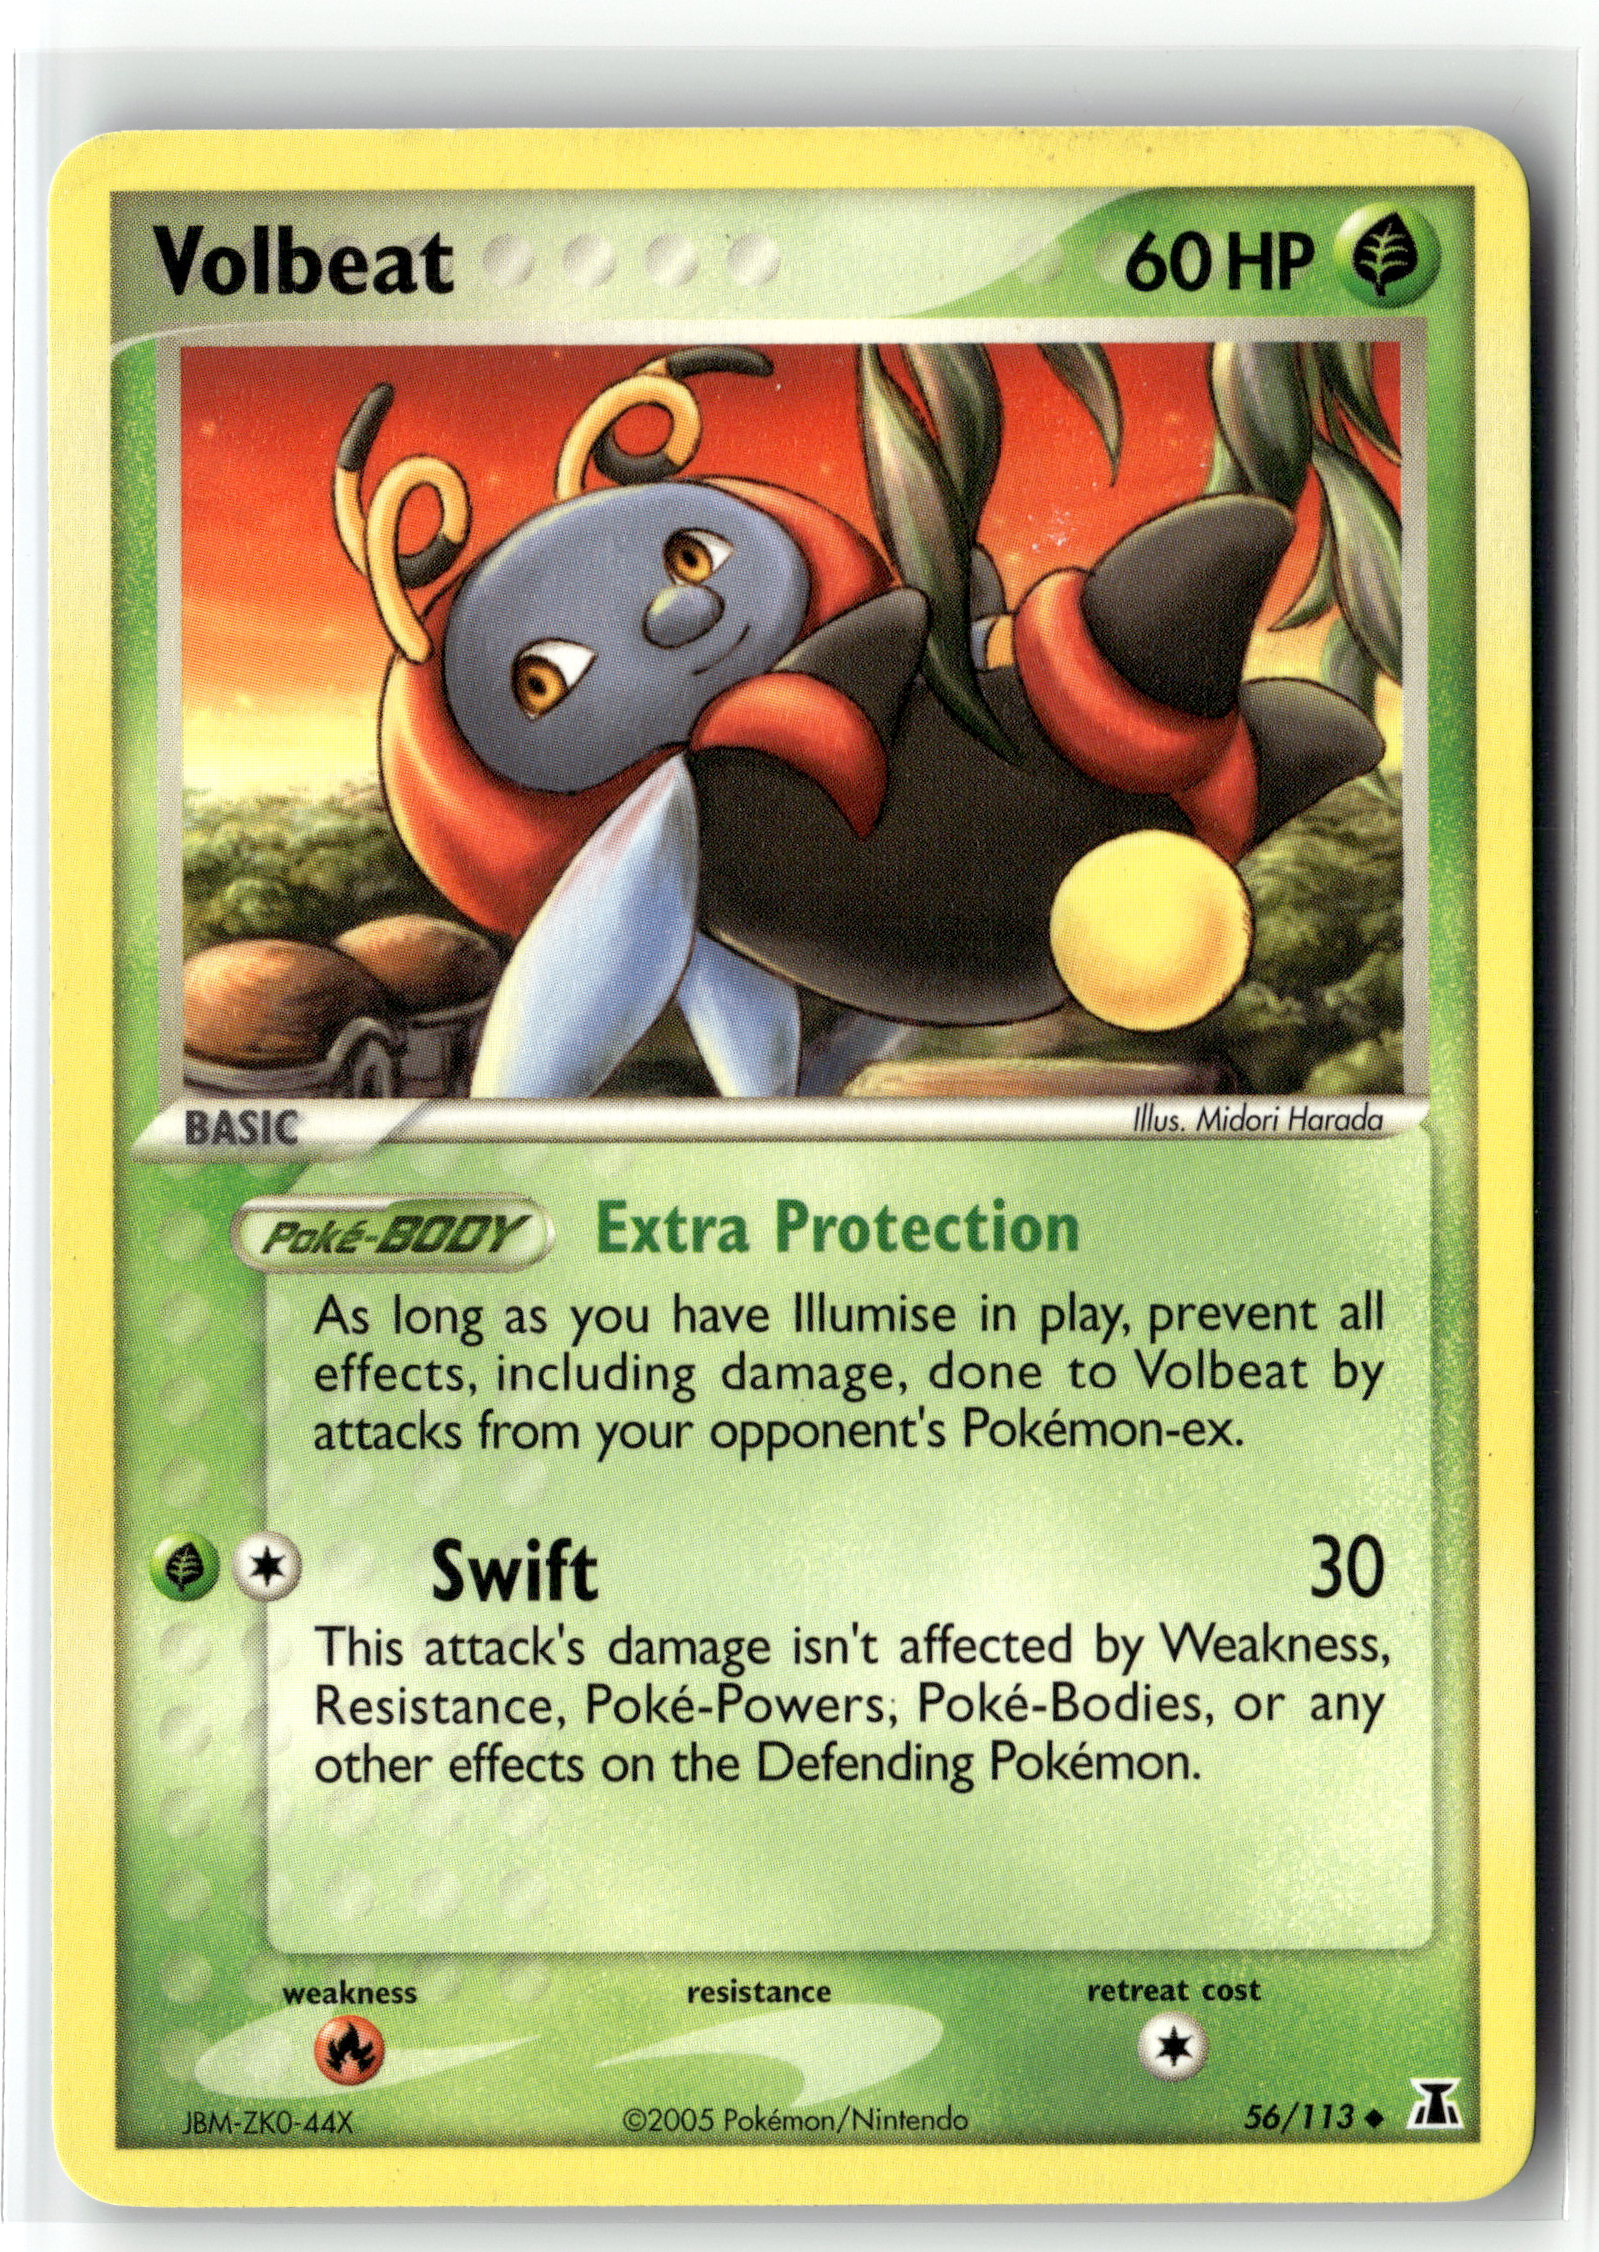 Volbeat 60 HP
BASIC
Illus. Midori Harada
Poké-BODY Extra Protection
As long as you have Illumise in play, prevent all
effects, including damage, done to Volbeat by
attacks from your opponent's Pokémon-ex.
Swift 30
This attack's damage isn't affected by Weakness,
Resistance, Poké-Powers, Poké-Bodies, or any
other effects on the Defending Pokémon.
weakness resistance retreat cost
JBM-ZK0-44X ©2005 Pokémon/Nintendo 56/113